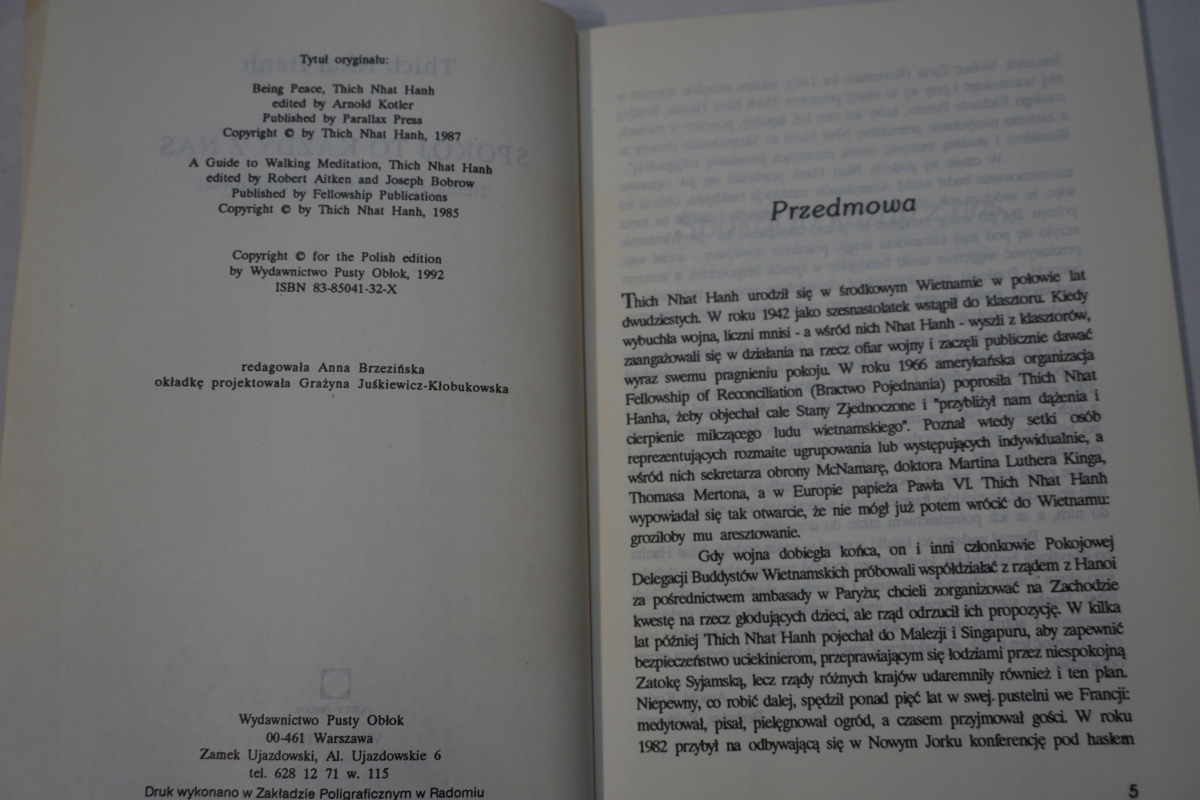 Tytuł oryginału:
Being Peace, Thich Nhat Hanh
edited by Arnold Kotler
Published by Parallax Press
Copyright © by Thich Nhat Hanh, 1987
A Guide to Walking Meditation, Thich Nhat Hanh
edited by Robert Aitken and Joseph Bobrow
Published by Fellowship Publications
Copyright © by Thich Nhat Hanh, 1985
Copyright © for the Polish edition
by Wydawnictwo Pusty Obłok, 1992
ISBN 83-85041-32-X
redagowała Anna Brzezińska
okładkę projektowała Grażyna Juśkiewicz-Kłobukowska
Wydawnictwo Pusty Obłok
00-461 Warszawa
Zamek Ujazdowski, Al. Ujazdowskie 6
tel. 628 12 71 w. 115
Druk wykonano w Zakładzie Poligraficznym w Radomiu
Przedmowa
Thich Nhat Hanh urodził się w środkowym Wietnamie w połowie lat
dwudziestych. W roku 1942 jako szesnastolatek wstąpił do klasztoru. Kiedy
wybuchła wojna, liczni mnisi - a wśród nich Nhat Hanh - wyszli z klasztorów,
zaangażowali się w działania na rzecz ofiar wojny i zaczęli publicznie dawać
wyraz swemu pragnieniu pokoju. W roku 1966 amerykańska organizacja
Fellowship of Reconciliation (Bractwo Pojednania) poprosiła Thich Nhat
Hanha, żeby objechał całe Stany Zjednoczone i "przybliżył nam dążenia i
cierpienie milczącego ludu wietnamskiego". Poznał wtedy setki osób
reprezentujących rozmaite ugrupowania lub występujących indywidualnie, a
wśród nich sekretarza obrony McNamarę, doktora Martina Luthera Kinga,
Thomasa Mertona, a w Europie papieża Pawła VI. Thich Nhat Hanh
wypowiadał się tak otwarcie, że nie mógł już potem wrócić do Wietnamu:
groziłoby mu aresztowanie.
Gdy wojna dobiegła końca, on i inni członkowie Pokojowej
Delegacji Buddystów Wietnamskich próbowali współdziałać z rządem z Hanoi
za pośrednictwem ambasady w Paryżu; chcieli zorganizować na Zachodzie
kwestę na rzecz głodujących dzieci, ale rząd odrzucił ich propozycję. W kilka
lat później Thich Nhat Hanh pojechał do Malezji i Singapuru, aby zapewnić
bezpieczeństwo uciekinierom, przeprawiającym się łodziami przez niespokojną
Zatokę Syjamską, lecz rządy różnych krajów udaremniły również i ten plan.
Niepewny, co robić dalej, spędził ponad pięć lat w swej. pustelni we Francji:
medytował, pisał, pielęgnował ogród, a czasem przyjmował gości. W roku
1982 przybył na odbywającą się w Nowym Jorku konferencję pod hasłem
5